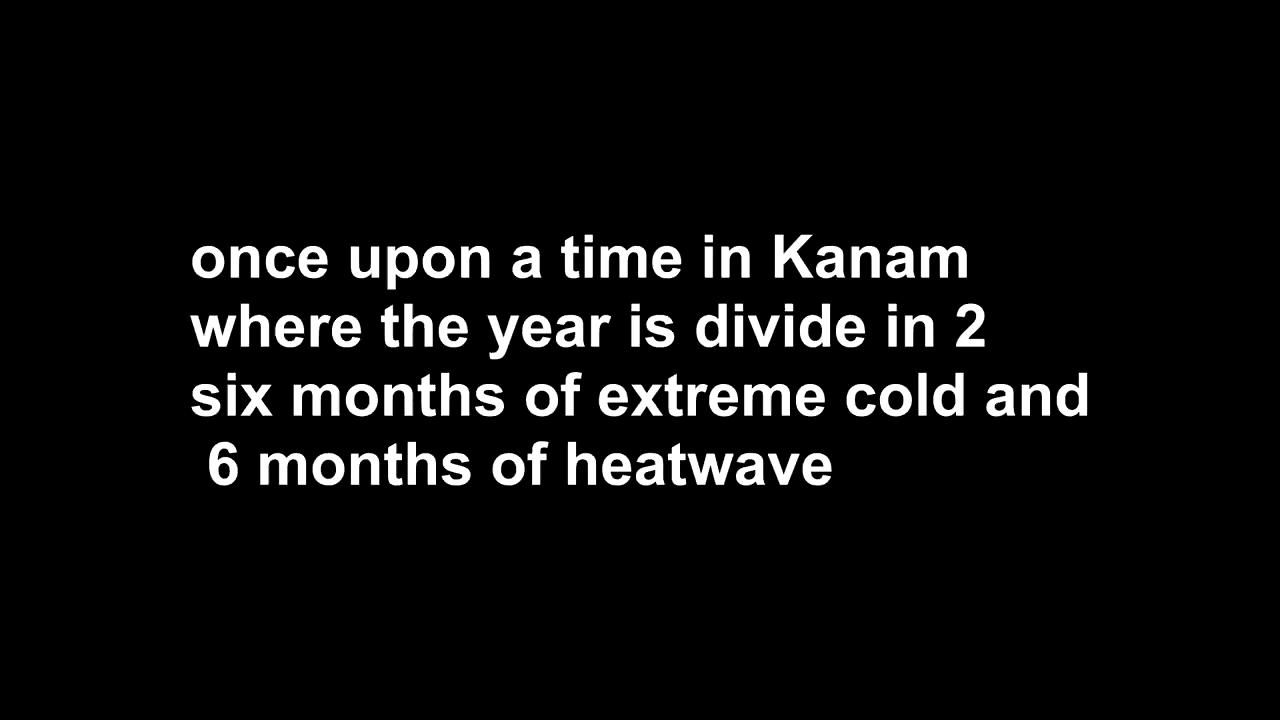 once upon a time in Kanam
where the year is divide in 2
six months of extreme cold and
6 months of heatwave